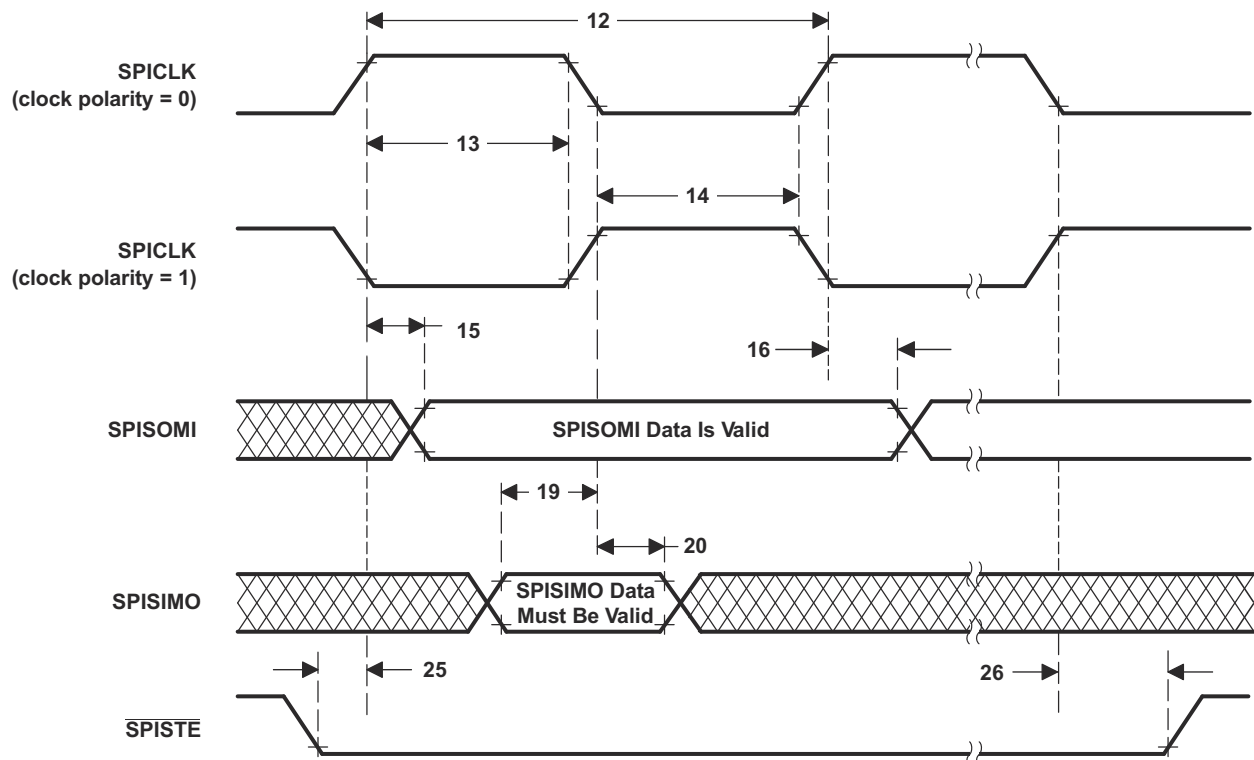 12
SPICLK
(clock polarity = 0)
13
14
SPICLK
(clock polarity = 1)
15
16
SPISOMI
SPISOMI Data Is Valid
19
20
SPISIMO
SPISIMO Data
Must Be Valid
25
26
SPISTE